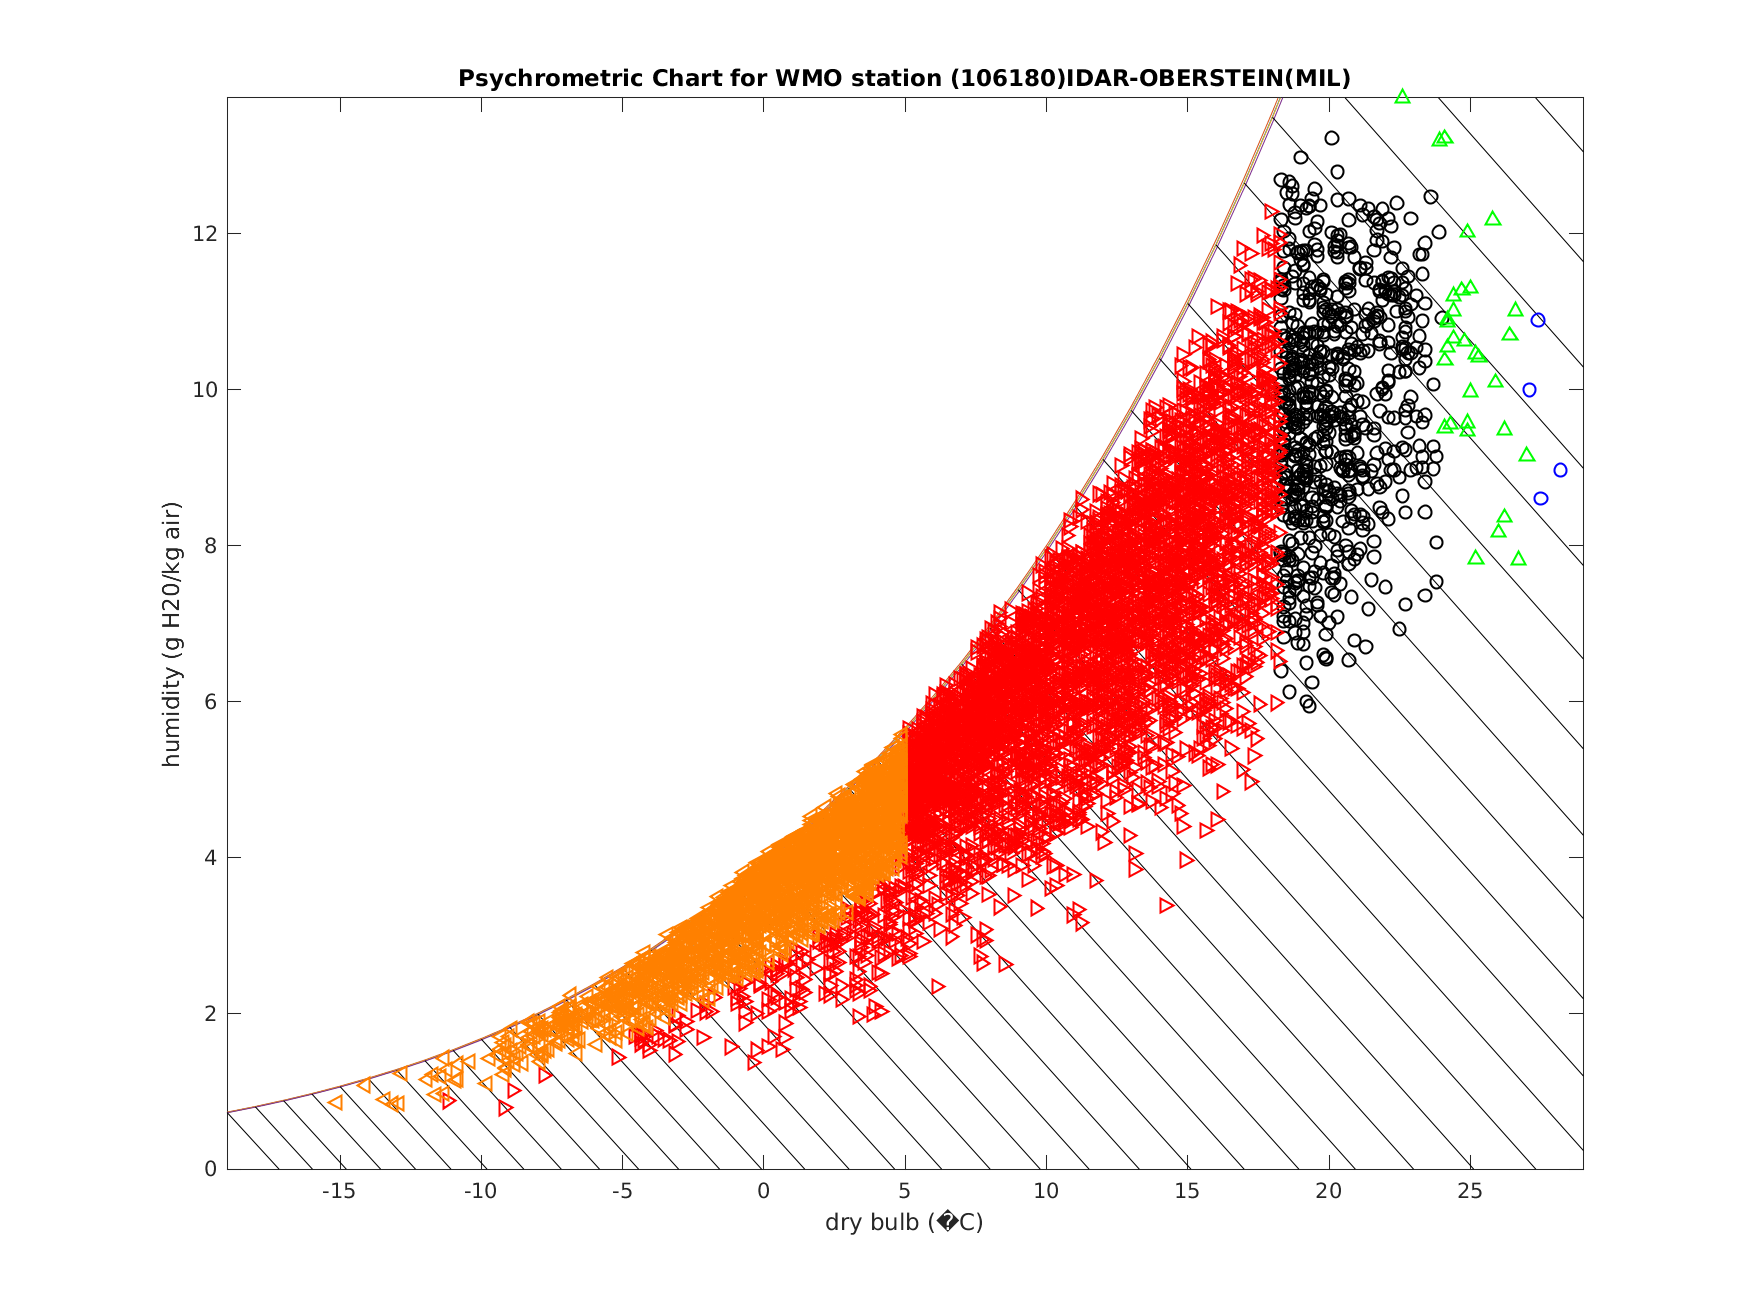 Psychrometric Chart for WMO station (106180)IDAR-OBERSTEIN(MIL)
12
10
8
6
4
2
0
humidity (g H20/kg air)
-15 -10 -5 0 5 10 15 20 25
dry bulb (�C)